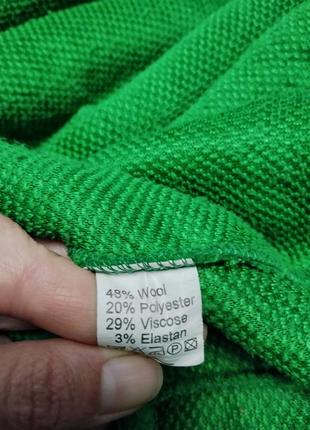 48% Wool
20% Polyester
29% Viscose
3% Elastan
P